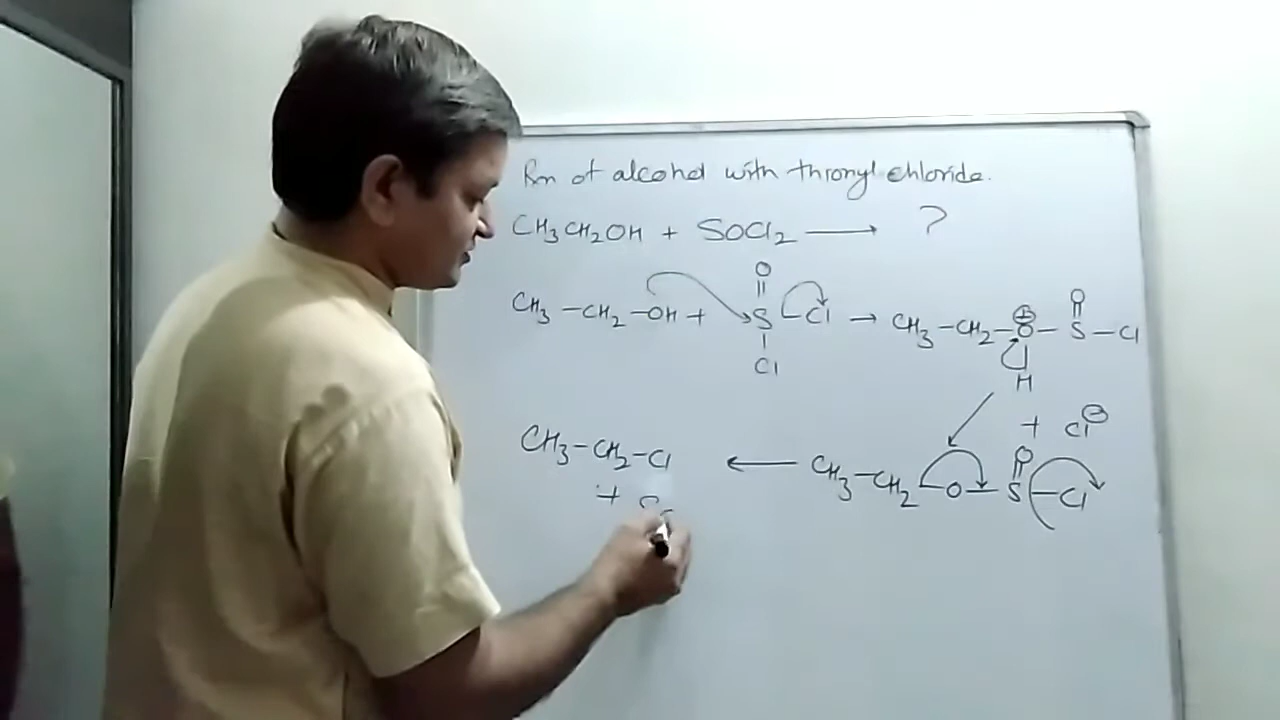 Rxn of alcohol with thionyl chloride.
CH3CH2OH + SOCl2 ⟶ ?
O
CH3 — CH2 — OH + S — Cl → CH3 — CH2 — O⊕ — S — Cl
O
Cl
H
+ Cl⊖
CH3 — CH2 — Cl ⟵ CH3 — CH2 — O — S — Cl
O
+ S